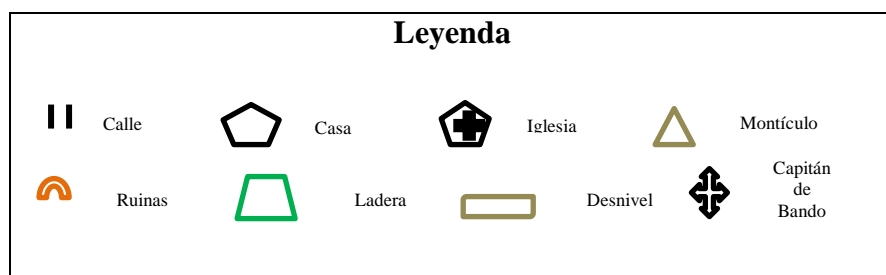 Leyenda
Calle
Casa
Iglesia
Montículo
Ruinas
Ladera
Desnivel
Capitán
de
Bando